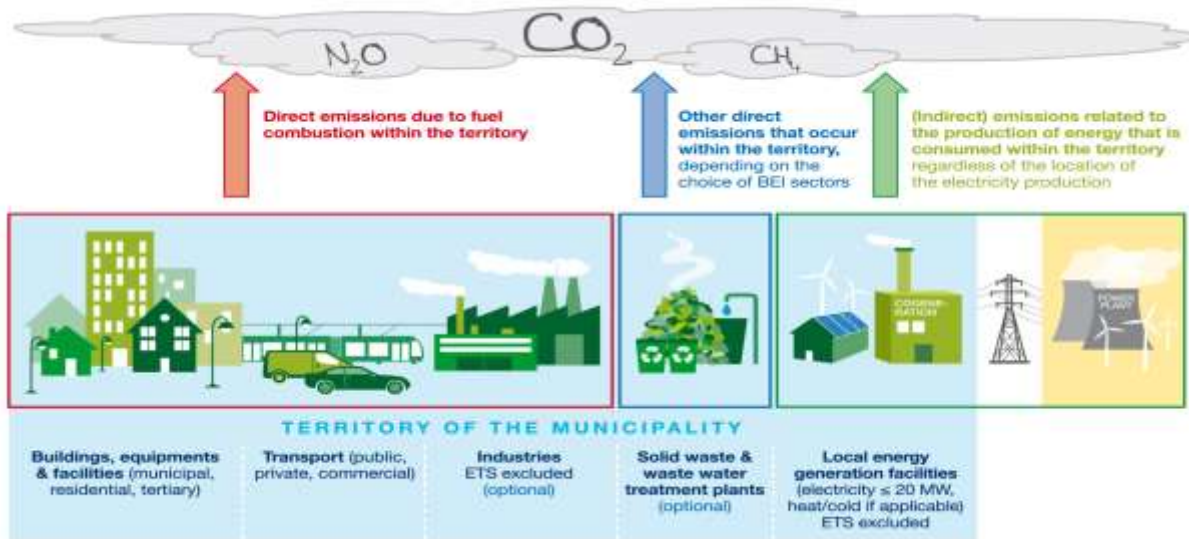 CO₂
N₂O
CH₄
Direct emissions due to fuel
combustion within the territory
Other direct
emissions that occur
within the territory,
depending on the
choice of BEI sectors
(Indirect) emissions related to
the production of energy that is
consumed within the territory
regardless of the location of
the electricity production
COGENE-
RATION
POWER
PLANT
TERRITORY OF THE MUNICIPALITY
Buildings, equipments
& facilities (municipal,
residential, tertiary)
Transport (public,
private, commercial)
Industries
ETS excluded
(optional)
Solid waste &
waste water
treatment plants
(optional)
Local energy
generation facilities
(electricity ≤ 20 MW,
heat/cold if applicable)
ETS excluded